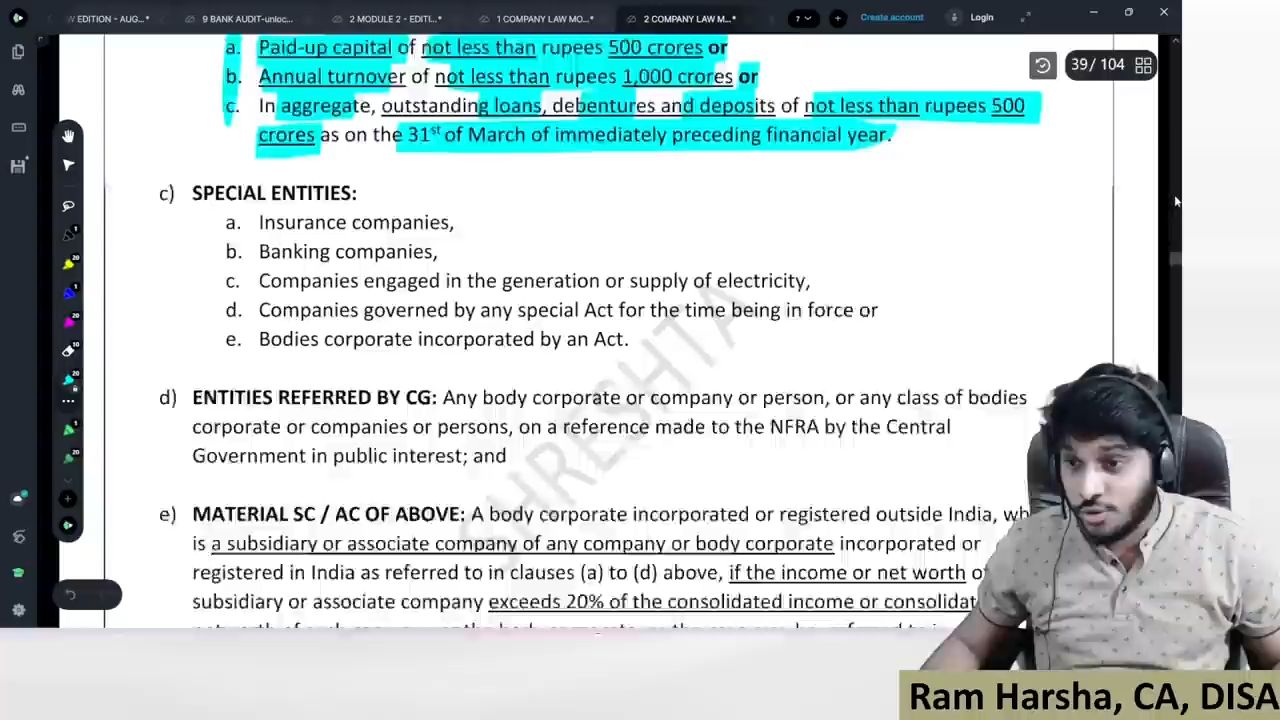 W EDITION - AUG...*
9 BANK AUDIT-unloc...
2 MODULE 2 - EDITI...*
1 COMPANY LAW MO...*
2 COMPANY LAW M...*
7
Create account
Login
39 / 104
a. Paid-up capital of not less than rupees 500 crores or
b. Annual turnover of not less than rupees 1,000 crores or
c. In aggregate, outstanding loans, debentures and deposits of not less than rupees 500
crores as on the 31st of March of immediately preceding financial year.
c) SPECIAL ENTITIES:
a. Insurance companies,
b. Banking companies,
c. Companies engaged in the generation or supply of electricity,
d. Companies governed by any special Act for the time being in force or
e. Bodies corporate incorporated by an Act.
d) ENTITIES REFERRED BY CG: Any body corporate or company or person, or any class of bodies
corporate or companies or persons, on a reference made to the NFRA by the Central
Government in public interest; and
e) MATERIAL SC / AC OF ABOVE: A body corporate incorporated or registered outside India, wh
is a subsidiary or associate company of any company or body corporate incorporated or
registered in India as referred to in clauses (a) to (d) above, if the income or net worth o
subsidiary or associate company exceeds 20% of the consolidated income or consolidat
SHRESHTA
Ram Harsha, CA, DISA